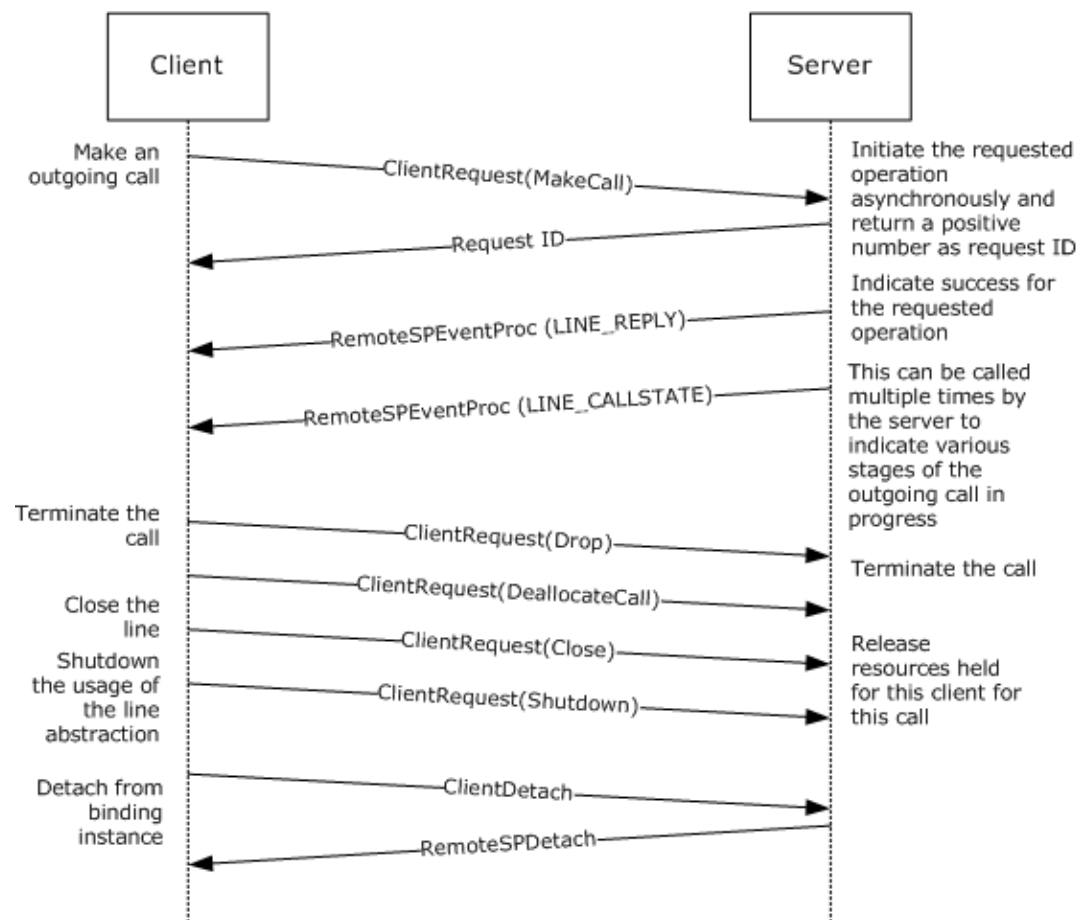 Client
Server
Make an
outgoing call
ClientRequest(MakeCall)
Initiate the requested
operation
asynchronously and
return a positive
number as request ID
Request ID
Indicate success for
the requested
operation
RemoteSPEventProc (LINE_REPLY)
This can be called
multiple times by
the server to
indicate various
stages of the
outgoing call in
progress
RemoteSPEventProc (LINE_CALLSTATE)
Terminate the
call
ClientRequest(Drop)
Terminate the call
ClientRequest(DeallocateCall)
Close the
line
ClientRequest(Close)
Release
resources held
for this client for
this call
Shutdown
the usage of
the line
abstraction
ClientRequest(Shutdown)
Detach from
binding
instance
ClientDetach
RemoteSPDetach